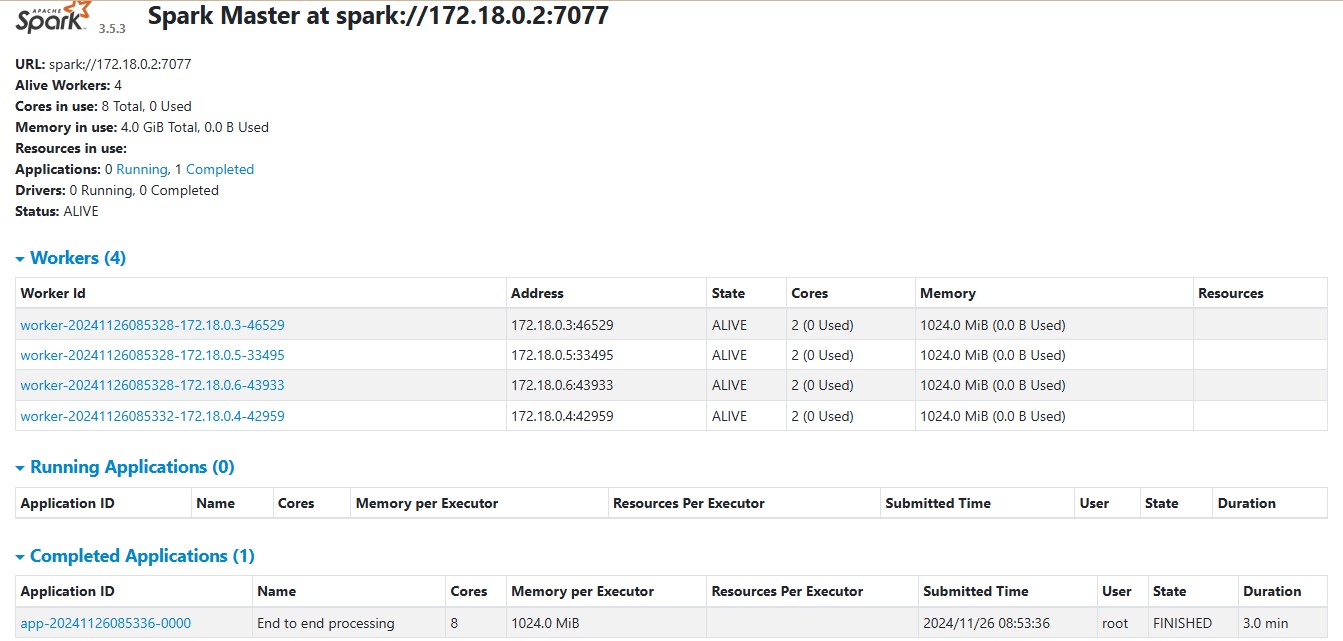 APACHE
Spark 3.5.3 Spark Master at spark://172.18.0.2:7077
URL: spark://172.18.0.2:7077
Alive Workers: 4
Cores in use: 8 Total, 0 Used
Memory in use: 4.0 GiB Total, 0.0 B Used
Resources in use:
Applications: 0 Running, 1 Completed
Drivers: 0 Running, 0 Completed
Status: ALIVE
Workers (4)
Worker Id Address State Cores Memory Resources
worker-20241126085328-172.18.0.3-46529 172.18.0.3:46529 ALIVE 2 (0 Used) 1024.0 MiB (0.0 B Used)
worker-20241126085328-172.18.0.5-33495 172.18.0.5:33495 ALIVE 2 (0 Used) 1024.0 MiB (0.0 B Used)
worker-20241126085328-172.18.0.6-43933 172.18.0.6:43933 ALIVE 2 (0 Used) 1024.0 MiB (0.0 B Used)
worker-20241126085332-172.18.0.4-42959 172.18.0.4:42959 ALIVE 2 (0 Used) 1024.0 MiB (0.0 B Used)
Running Applications (0)
Application ID Name Cores Memory per Executor Resources Per Executor Submitted Time User State Duration
Completed Applications (1)
Application ID Name Cores Memory per Executor Resources Per Executor Submitted Time User State Duration
app-20241126085336-0000 End to end processing 8 1024.0 MiB 2024/11/26 08:53:36 root FINISHED 3.0 min